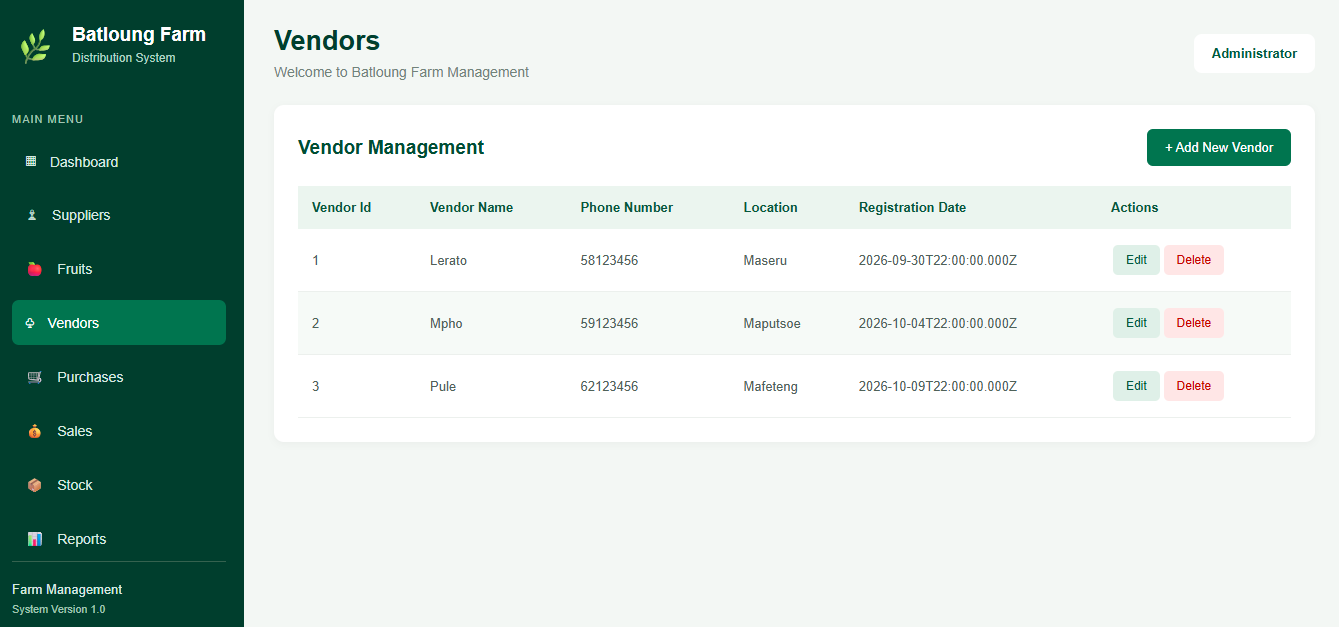 Batloung Farm
Distribution System
MAIN MENU
Dashboard
Suppliers
Fruits
Vendors
Purchases
Sales
Stock
Reports
Farm Management
System Version 1.0
Vendors
Welcome to Batloung Farm Management
Administrator
Vendor Management
+ Add New Vendor
Vendor Id Vendor Name Phone Number Location Registration Date Actions
1 Lerato 58123456 Maseru 2026-09-30T22:00:00.000Z Edit Delete
2 Mpho 59123456 Maputsoe 2026-10-04T22:00:00.000Z Edit Delete
3 Pule 62123456 Mafeteng 2026-10-09T22:00:00.000Z Edit Delete